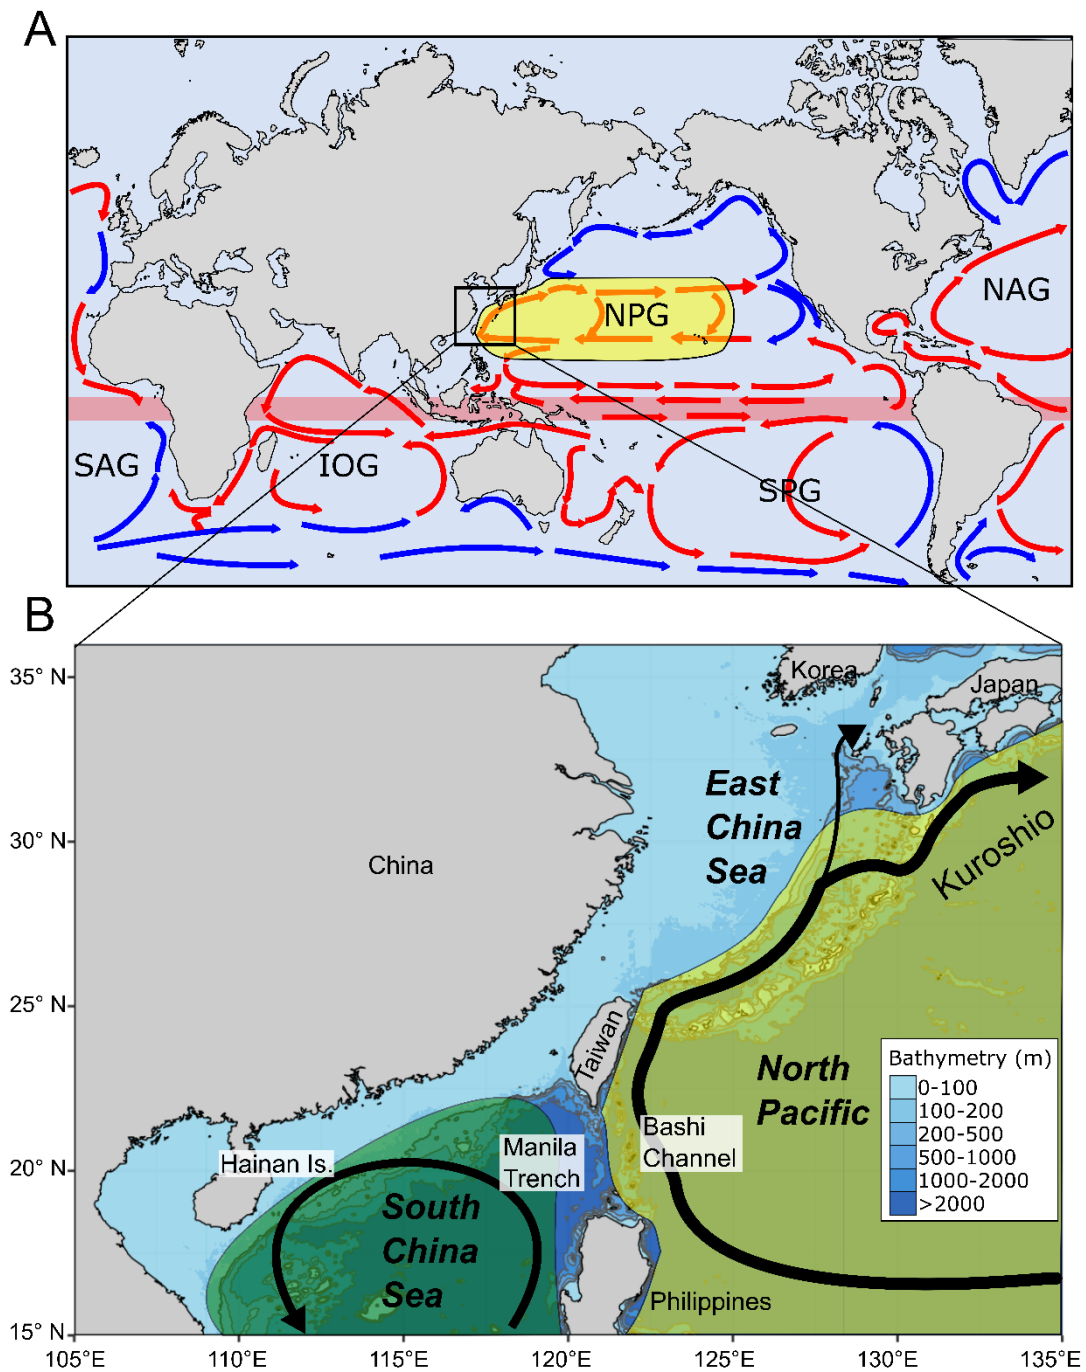 A
NPG
NAG
SAG
IOG
SPG
B
35° N
30° N
25° N
20° N
15° N
105°E
110°E
115°E
120°E
125°E
130°E
135°E
Korea
Japan
East
China
Sea
Kuroshio
China
Taiwan
North
Pacific
Bathymetry (m)
0-100
100-200
200-500
500-1000
1000-2000
>2000
Bashi
Channel
Manila
Trench
Hainan Is.
South
China
Sea
Philippines